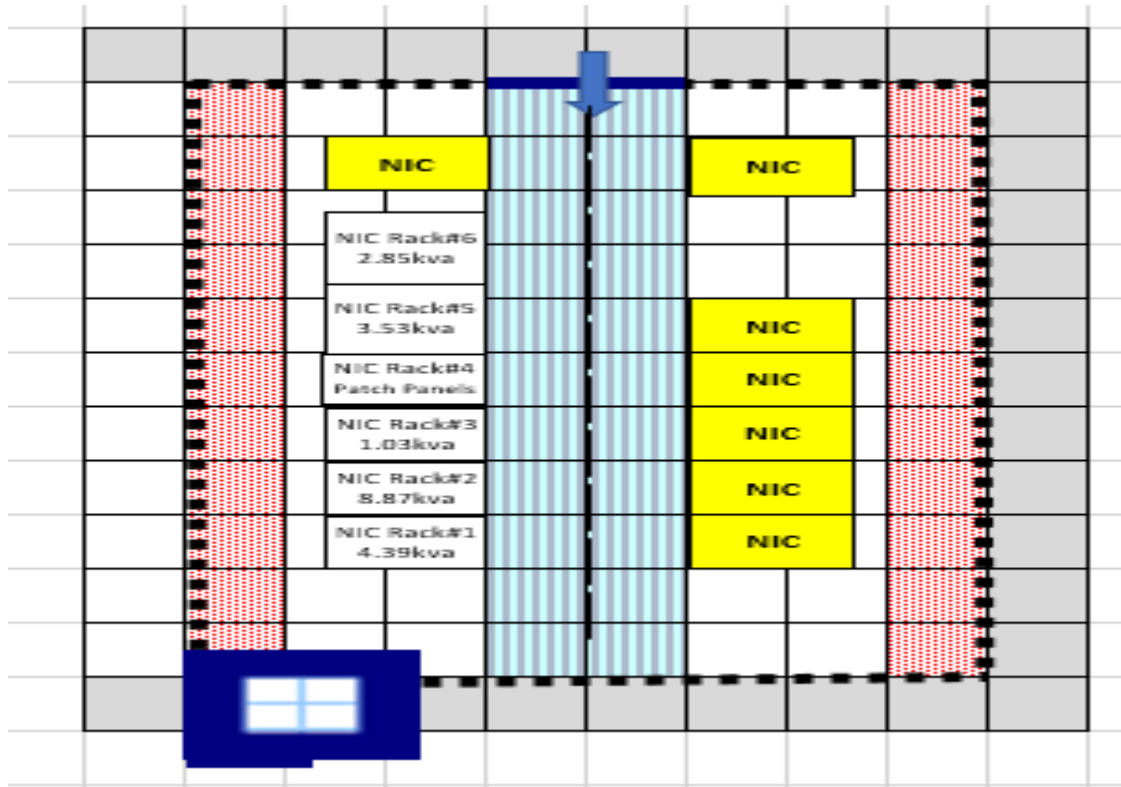 NIC
NIC
NIC Rack#6
2.85kva
NIC Rack#5
3.53kva
NIC
NIC Rack#4
Patch Panels
NIC
NIC Rack#3
1.03kva
NIC
NIC Rack#2
8.87kva
NIC
NIC Rack#1
4.39kva
NIC